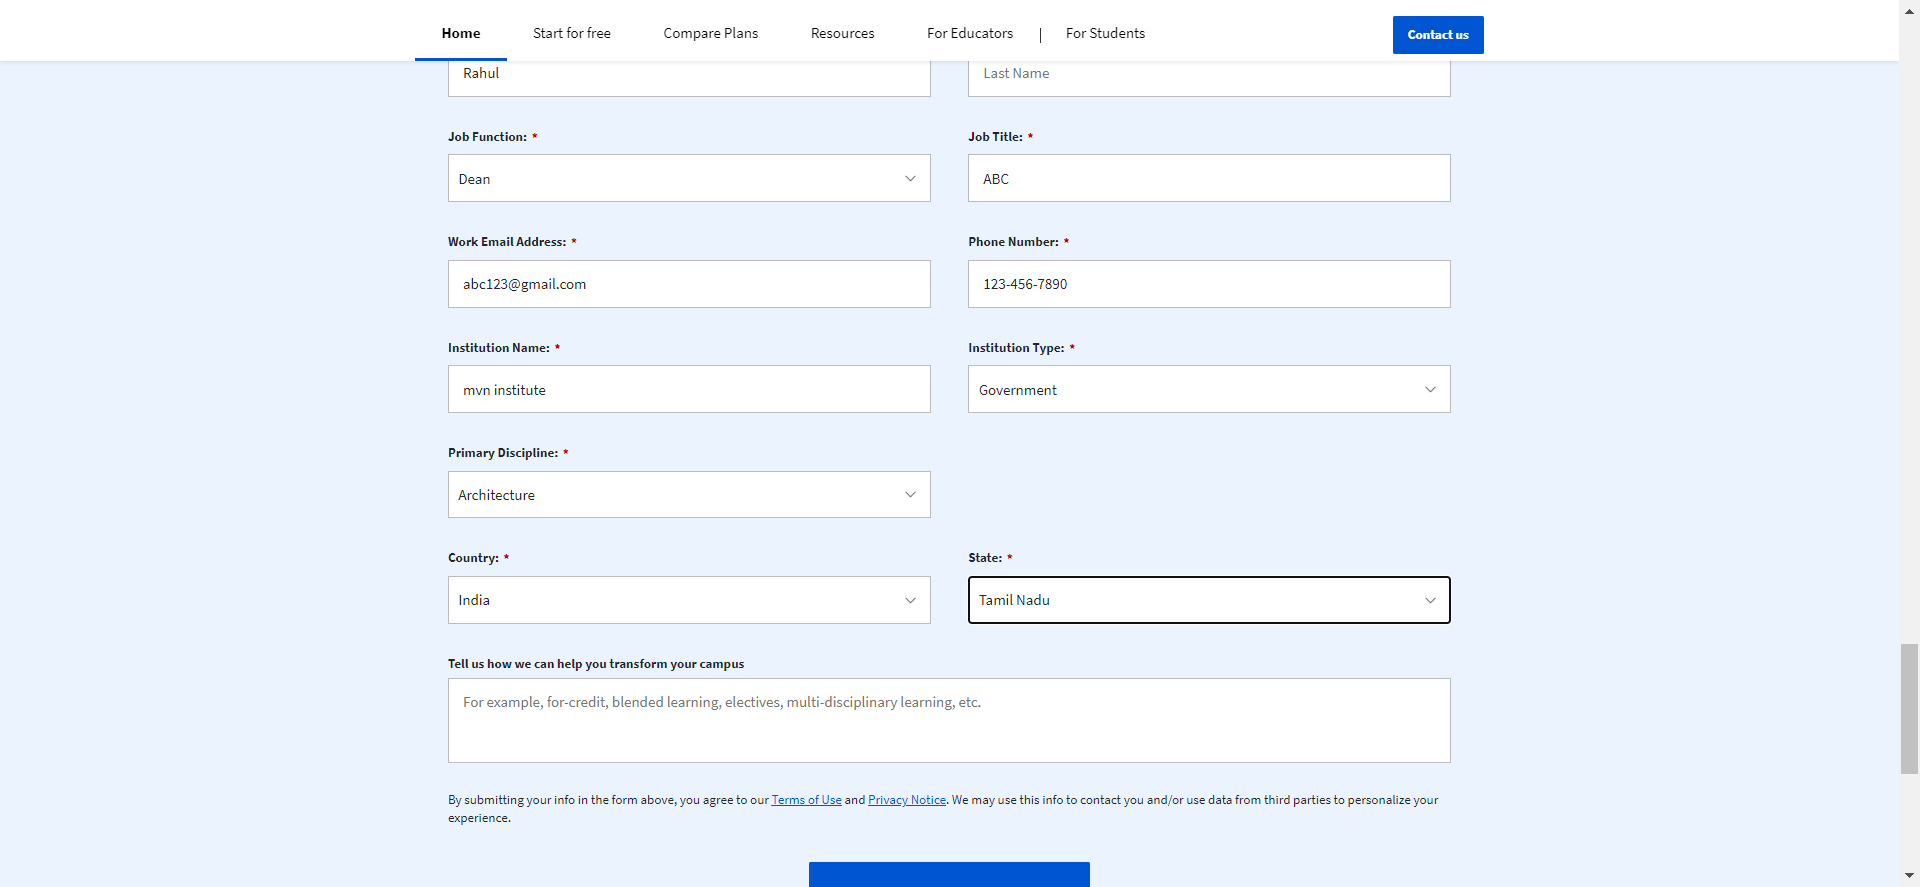 Home Start for free Compare Plans Resources For Educators | For Students Contact us
Rahul Last Name
Job Function: * Job Title: *
Dean ABC
Work Email Address: * Phone Number: *
abc123@gmail.com 123-456-7890
Institution Name: * Institution Type: *
mvn institute Government
Primary Discipline: *
Architecture
Country: * State: *
India Tamil Nadu
Tell us how we can help you transform your campus
For example, for-credit, blended learning, electives, multi-disciplinary learning, etc.
By submitting your info in the form above, you agree to our Terms of Use and Privacy Notice. We may use this info to contact you and/or use data from third parties to personalize your
experience.